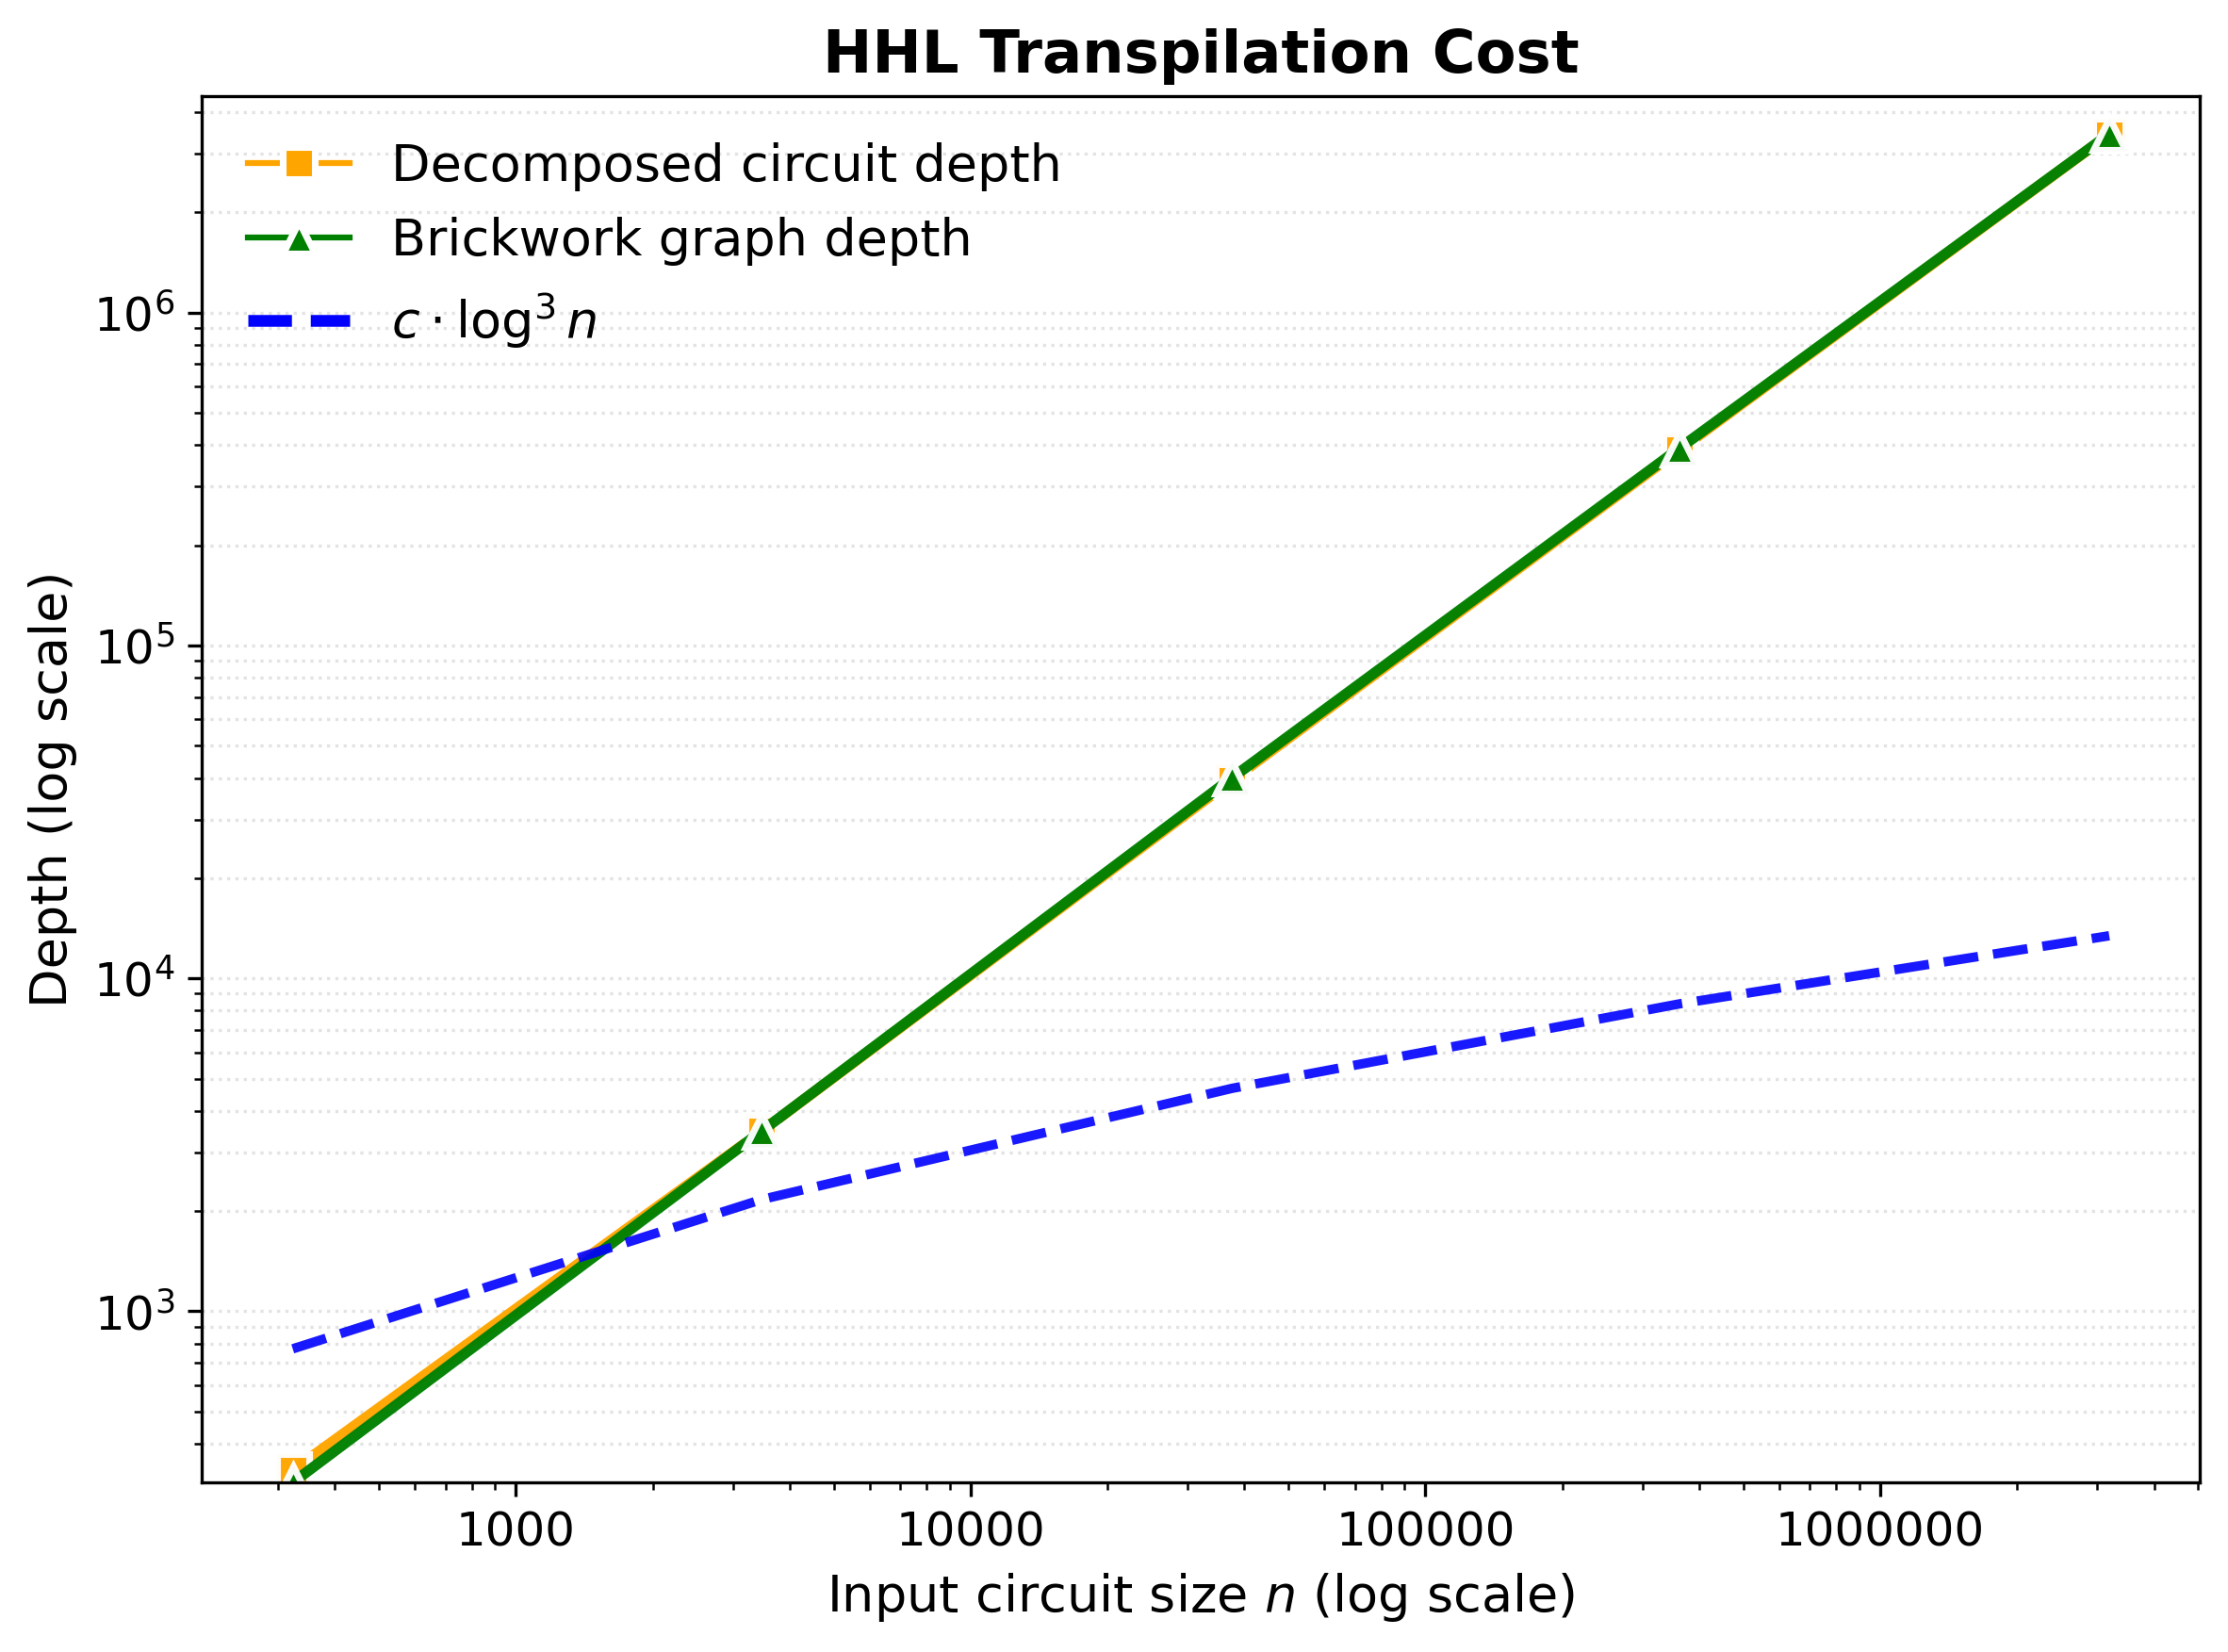 HHL Transpilation Cost
Decomposed circuit depth
Brickwork graph depth
c · log³ n
Depth (log scale)
10⁶
10⁵
10⁴
10³
1000 10000 100000 1000000
Input circuit size n (log scale)